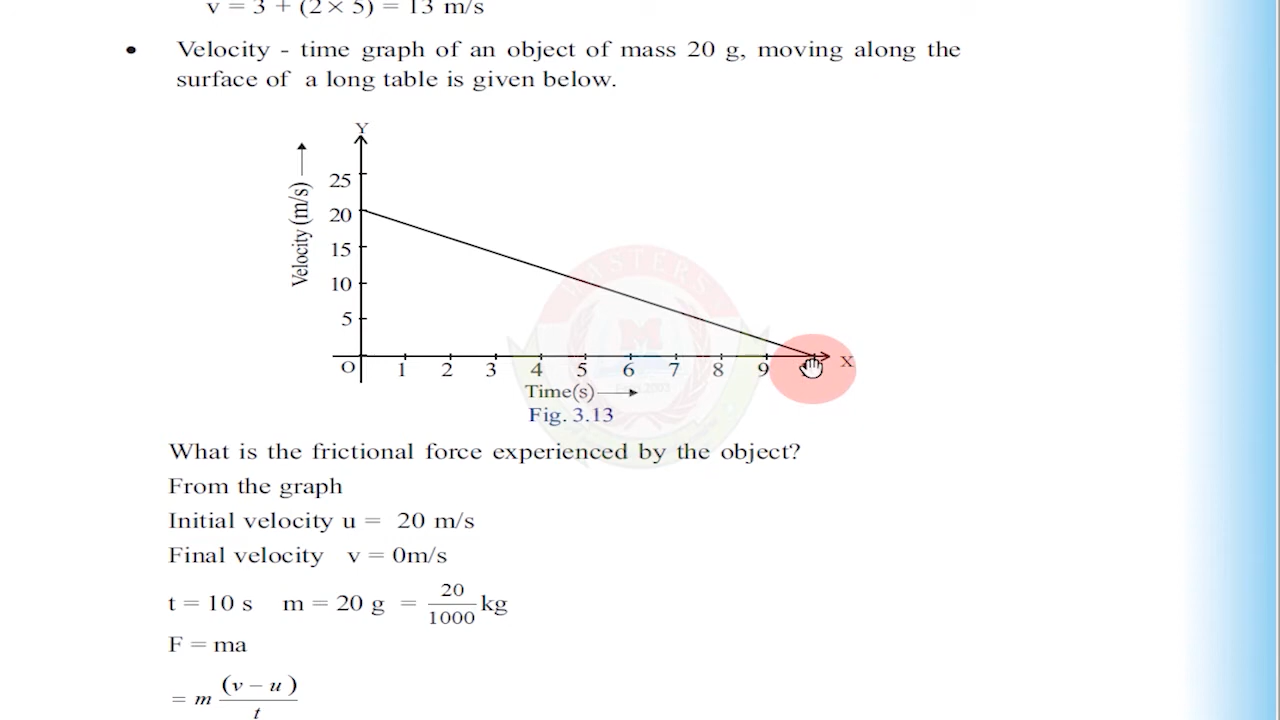 v = 3 + (2 × 5) = 13 m/s
• Velocity - time graph of an object of mass 20 g, moving along the
surface of a long table is given below.
Y
Velocity (m/s) →
25
20
15
10
5
O 1 2 3 4 5 6 7 8 9 X
Time(s) →
Fig. 3.13
MASTERS
M
What is the frictional force experienced by the object?
From the graph
Initial velocity u = 20 m/s
Final velocity v = 0m/s
t = 10 s m = 20 g = 20/1000 kg
F = ma
= m (v – u)/t